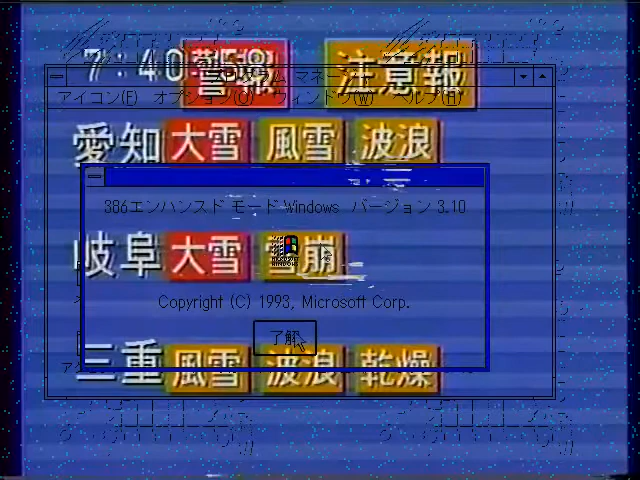 7:40 警報 注意報
プログラム マネージャ
アイコン(F) オプション(O) ウィンドウ(W) ヘルプ(H)
愛知 大雪 風雪 波浪
386エンハンスド モード Windows バージョン 3.10
岐阜 大雪 雪崩
Copyright (C) 1993, Microsoft Corp.
了解
三重 風雪 波浪 乾燥